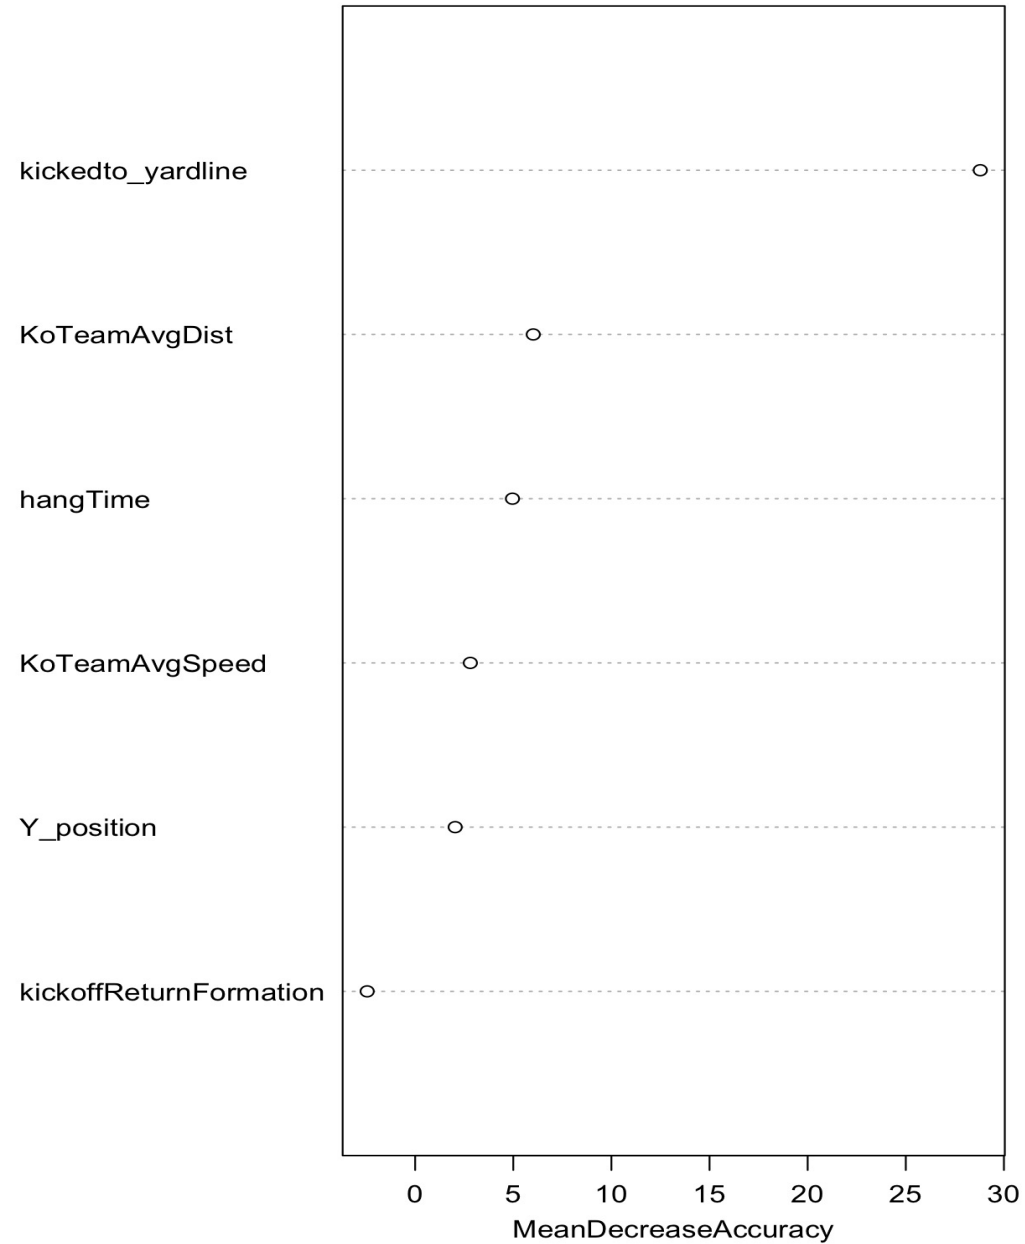 kickedto_yardline
KoTeamAvgDist
hangTime
KoTeamAvgSpeed
Y_position
kickoffReturnFormation
0 5 10 15 20 25 30
MeanDecreaseAccuracy